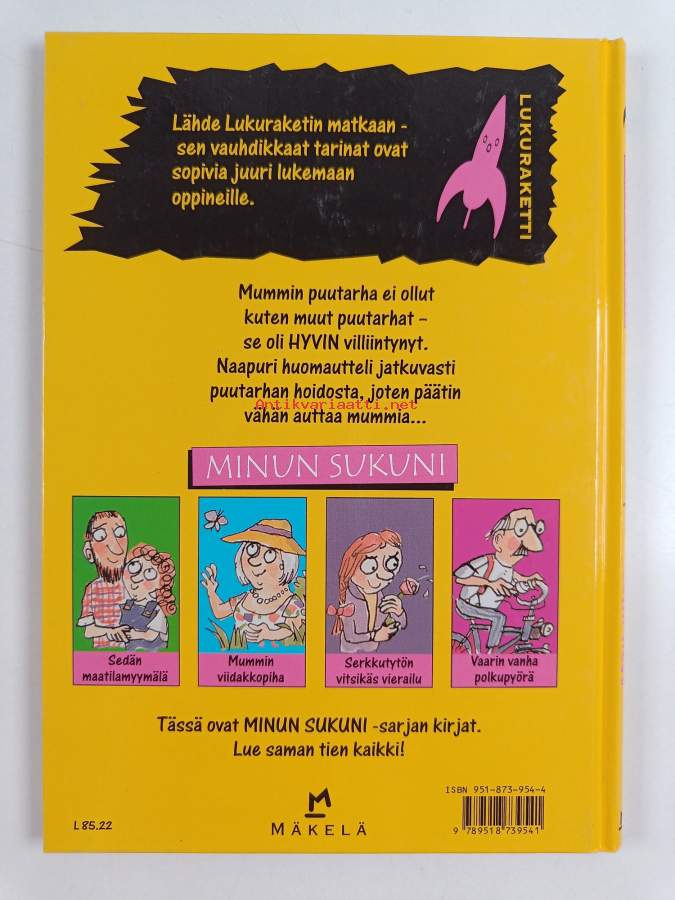 Lähde Lukuraketin matkaan -
sen vauhdikkaat tarinat ovat
sopivia juuri lukemaan
oppineille.
LUKURAKETTI
Mummin puutarha ei ollut
kuten muut puutarhat –
se oli HYVIN villiintynyt.
Naapuri huomautteli jatkuvasti
puutarhan hoidosta, joten päätin
Antikvariaatti.net
vähän auttaa mummia...
MINUN SUKUNI
Sedän
maatilamyymälä
Mummin
viidakkopiha
Serkkutytön
vitsikäs vierailu
Vaarin vanha
polkupyörä
Tässä ovat MINUN SUKUNI -sarjan kirjat.
Lue saman tien kaikki!
ISBN 951-873-954-4
9 789518 739541
L 85.22
M
MÄKELÄ